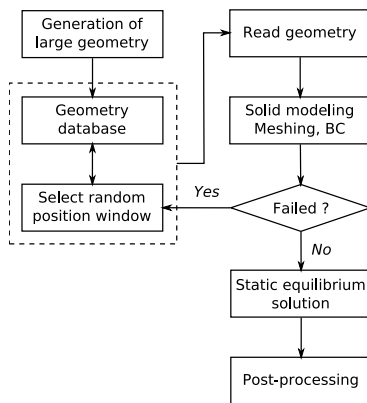 Generation of
large geometry
Geometry
database
Select random
position window
Read geometry
Solid modeling
Meshing, BC
Failed ?
Yes
No
Static equilibrium
solution
Post-processing